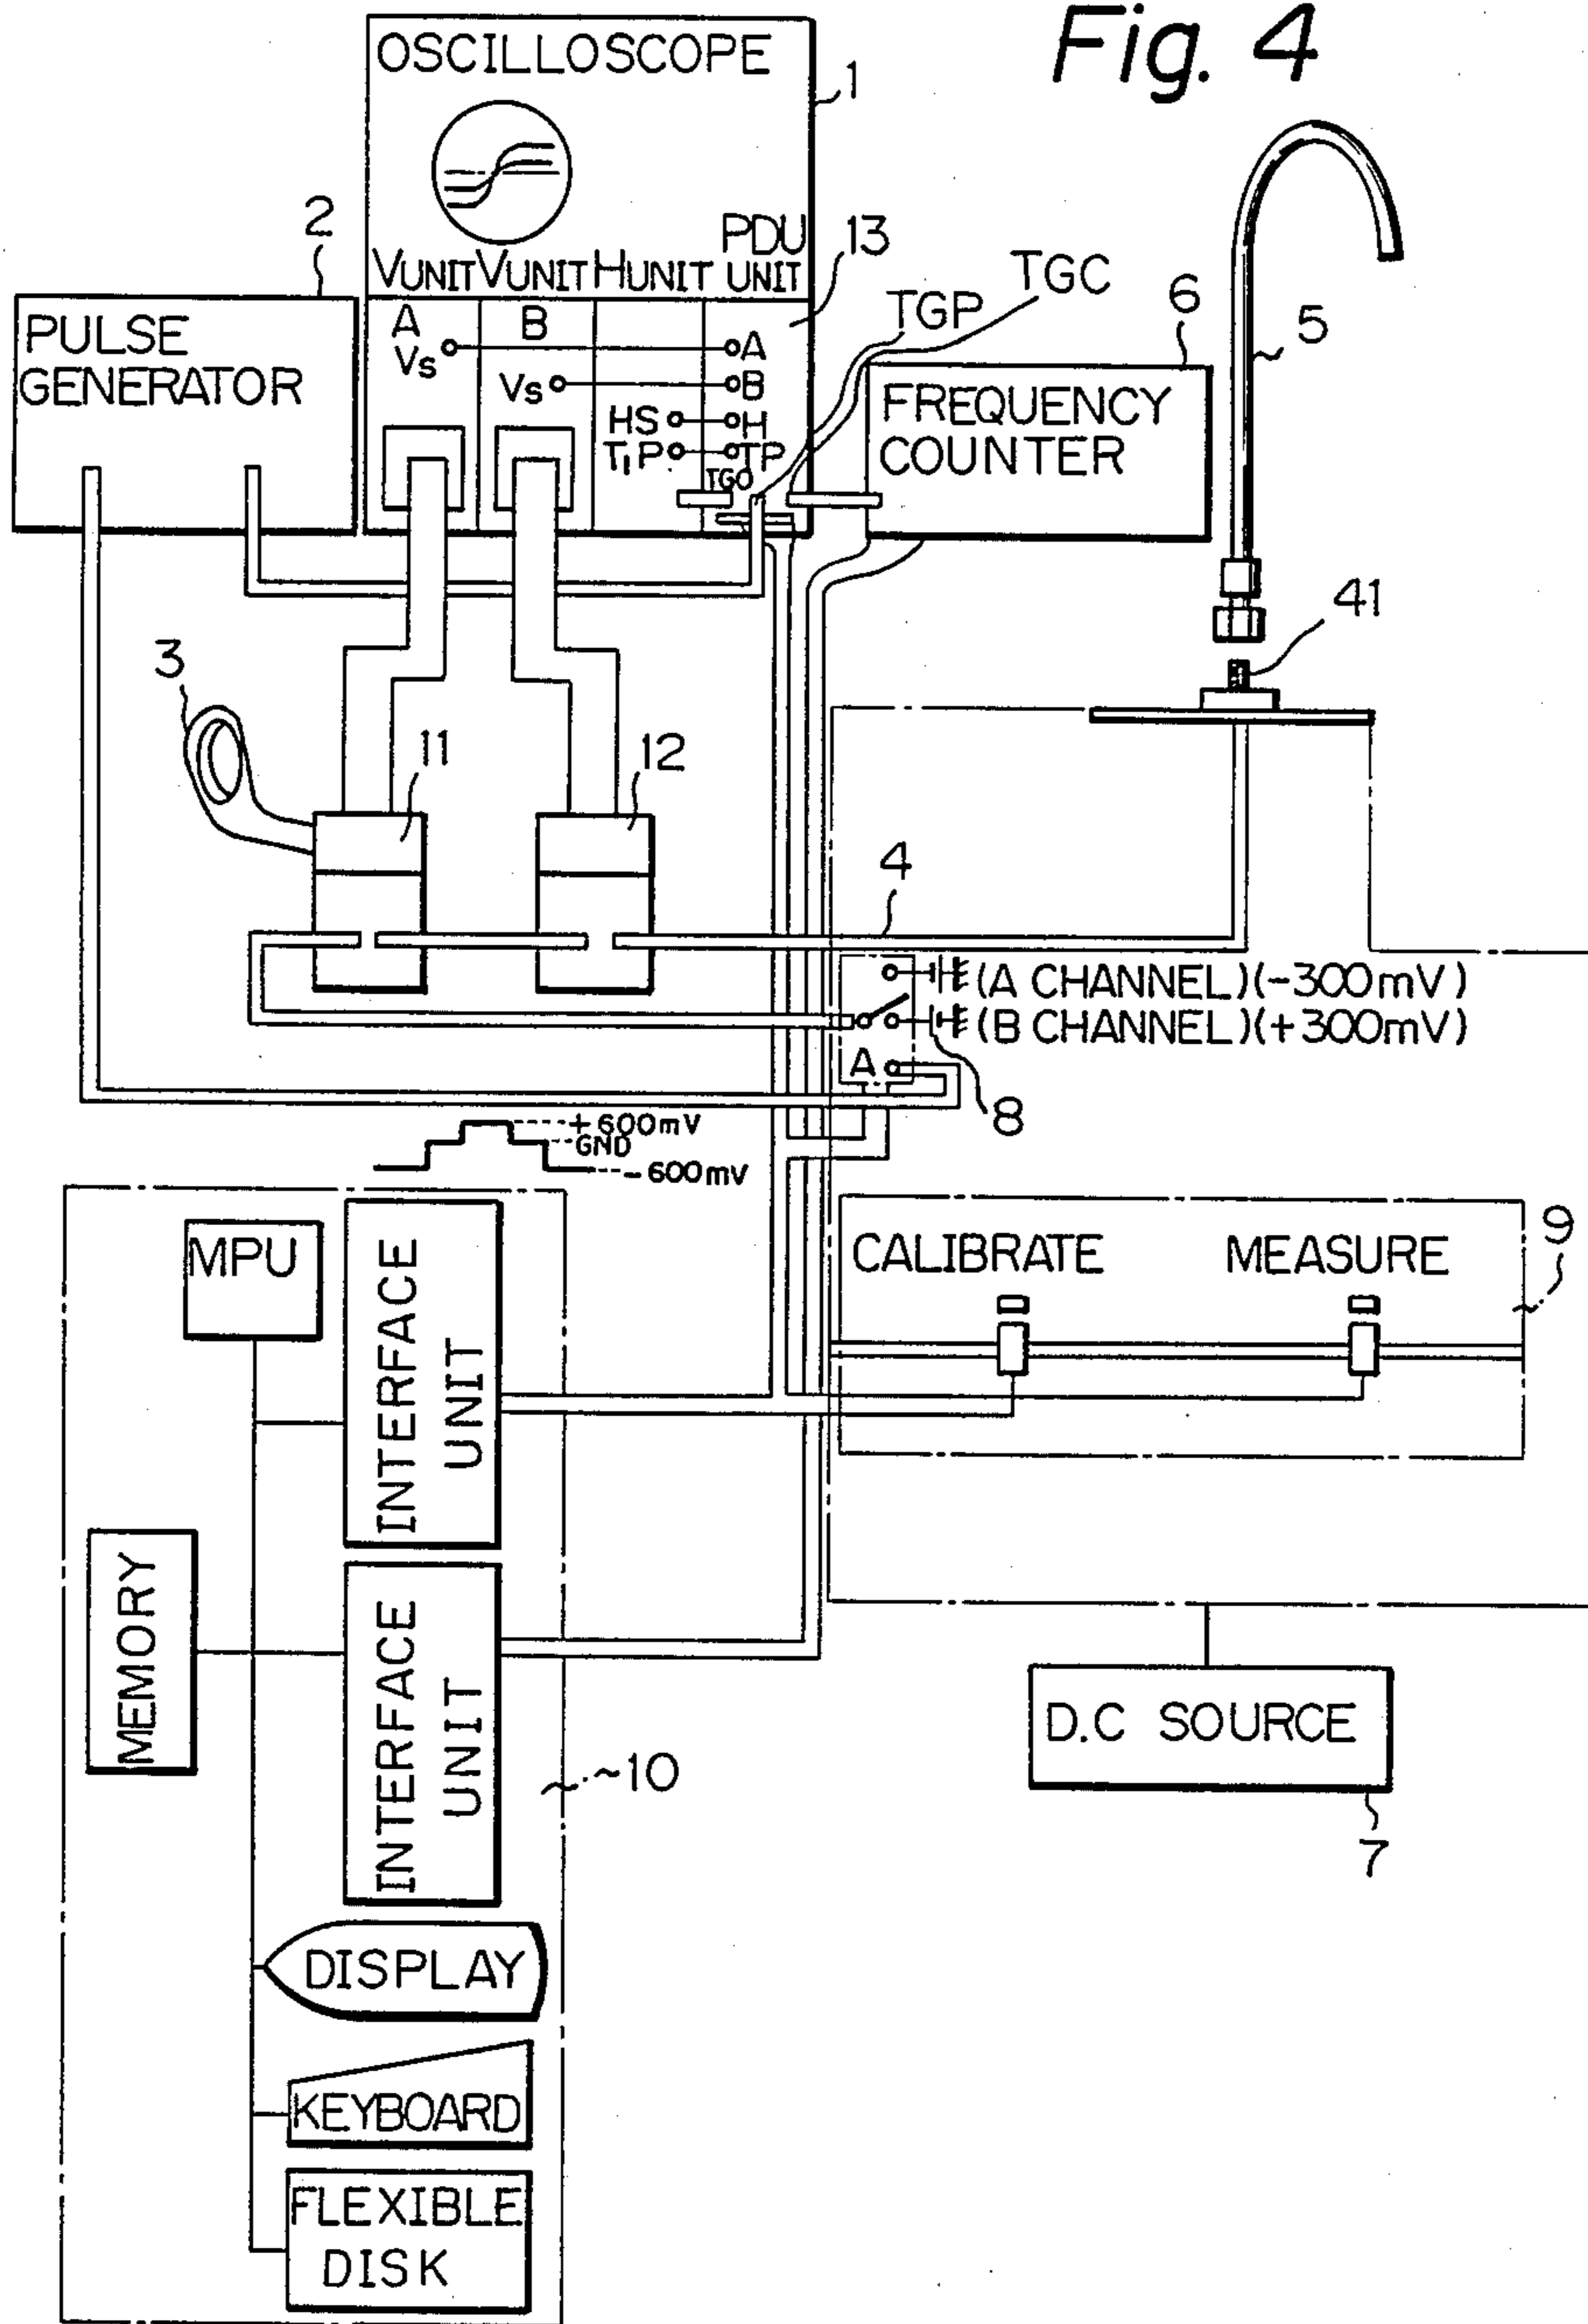 Fig. 4
OSCILLOSCOPE
1
2
PDU
13
VUNIT VUNIT HUNIT UNIT
TGC
TGP
6
5
PULSE
GENERATOR
A
B
Vs
A
Vs
B
HS
H
T1P
TP
TGO
FREQUENCY
COUNTER
41
3
11
12
4
(A CHANNEL)(-300mV)
(B CHANNEL)(+300mV)
A
8
+600mV
GND
-600mV
9
MPU
INTERFACE
UNIT
CALIBRATE
MEASURE
MEMORY
INTERFACE
UNIT
10
D.C SOURCE
7
DISPLAY
KEYBOARD
FLEXIBLE
DISK